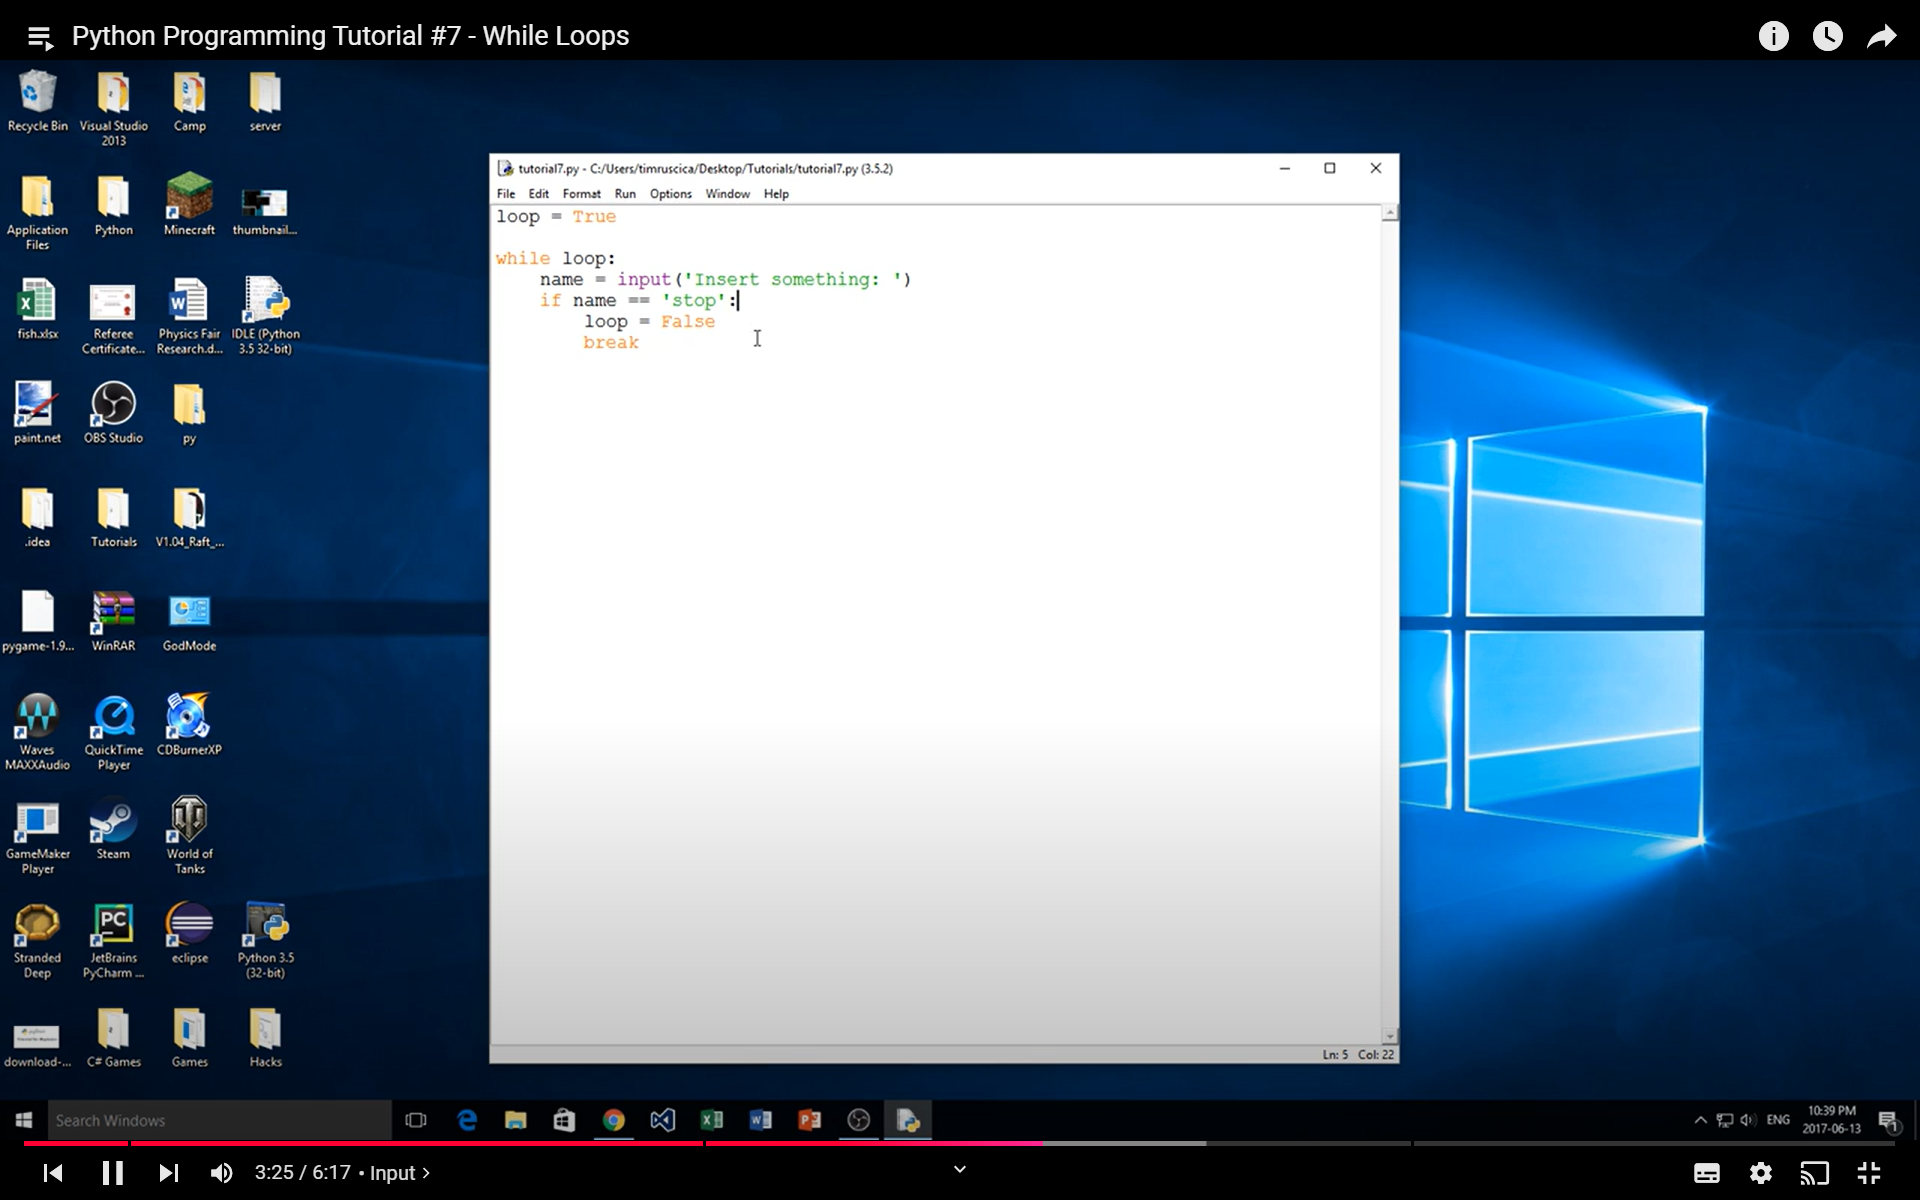 Python Programming Tutorial #7 - While Loops
Recycle Bin
Visual Studio 2013
Camp
server
Application Files
Python
Minecraft
thumbnail...
fish.xlsx
Referee Certificate...
Physics Fair Research.d...
IDLE (Python 3.5 32-bit)
paint.net
OBS Studio
py
.idea
Tutorials
V1.04_Raft_...
pygame-1.9...
WinRAR
GodMode
Waves MAXXAudio
QuickTime Player
CDBurnerXP
GameMaker Player
Steam
World of Tanks
Stranded Deep
JetBrains PyCharm ...
eclipse
Python 3.5 (32-bit)
download-...
C# Games
Games
Hacks
tutorial7.py - C:/Users/timruscica/Desktop/Tutorials/tutorial7.py (3.5.2)
File Edit Format Run Options Window Help
loop = True
while loop:
    name = input('Insert something: ')
    if name == 'stop':
        loop = False
        break
Ln: 5 Col: 22
Search Windows
ENG
10:39 PM
2017-06-13
1
3:25 / 6:17 • Input ›